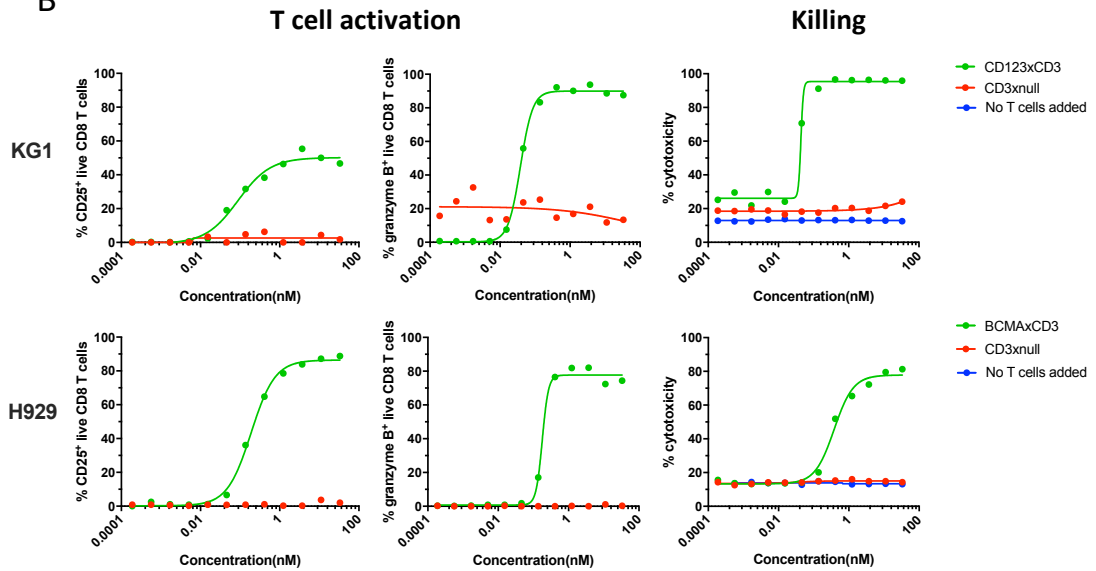 B
T cell activation
Killing
KG1
% CD25+ live CD8 T cells
100
80
60
40
20
0
0.0001
0.01
1
100
Concentration(nM)
% granzyme B+ live CD8 T cells
100
80
60
40
20
0
0.0001
0.01
1
100
Concentration(nM)
% cytotoxicity
100
80
60
40
20
0
0.0001
0.01
1
100
Concentration(nM)
CD123xCD3
CD3xnull
No T cells added
H929
% CD25+ live CD8 T cells
100
80
60
40
20
0
0.0001
0.01
1
100
Concentration(nM)
% granzyme B+ live CD8 T cells
100
80
60
40
20
0
0.0001
0.01
1
100
Concentration(nM)
% cytotoxicity
100
80
60
40
20
0
0.0001
0.01
1
100
Concentration(nM)
BCMAxCD3
CD3xnull
No T cells added